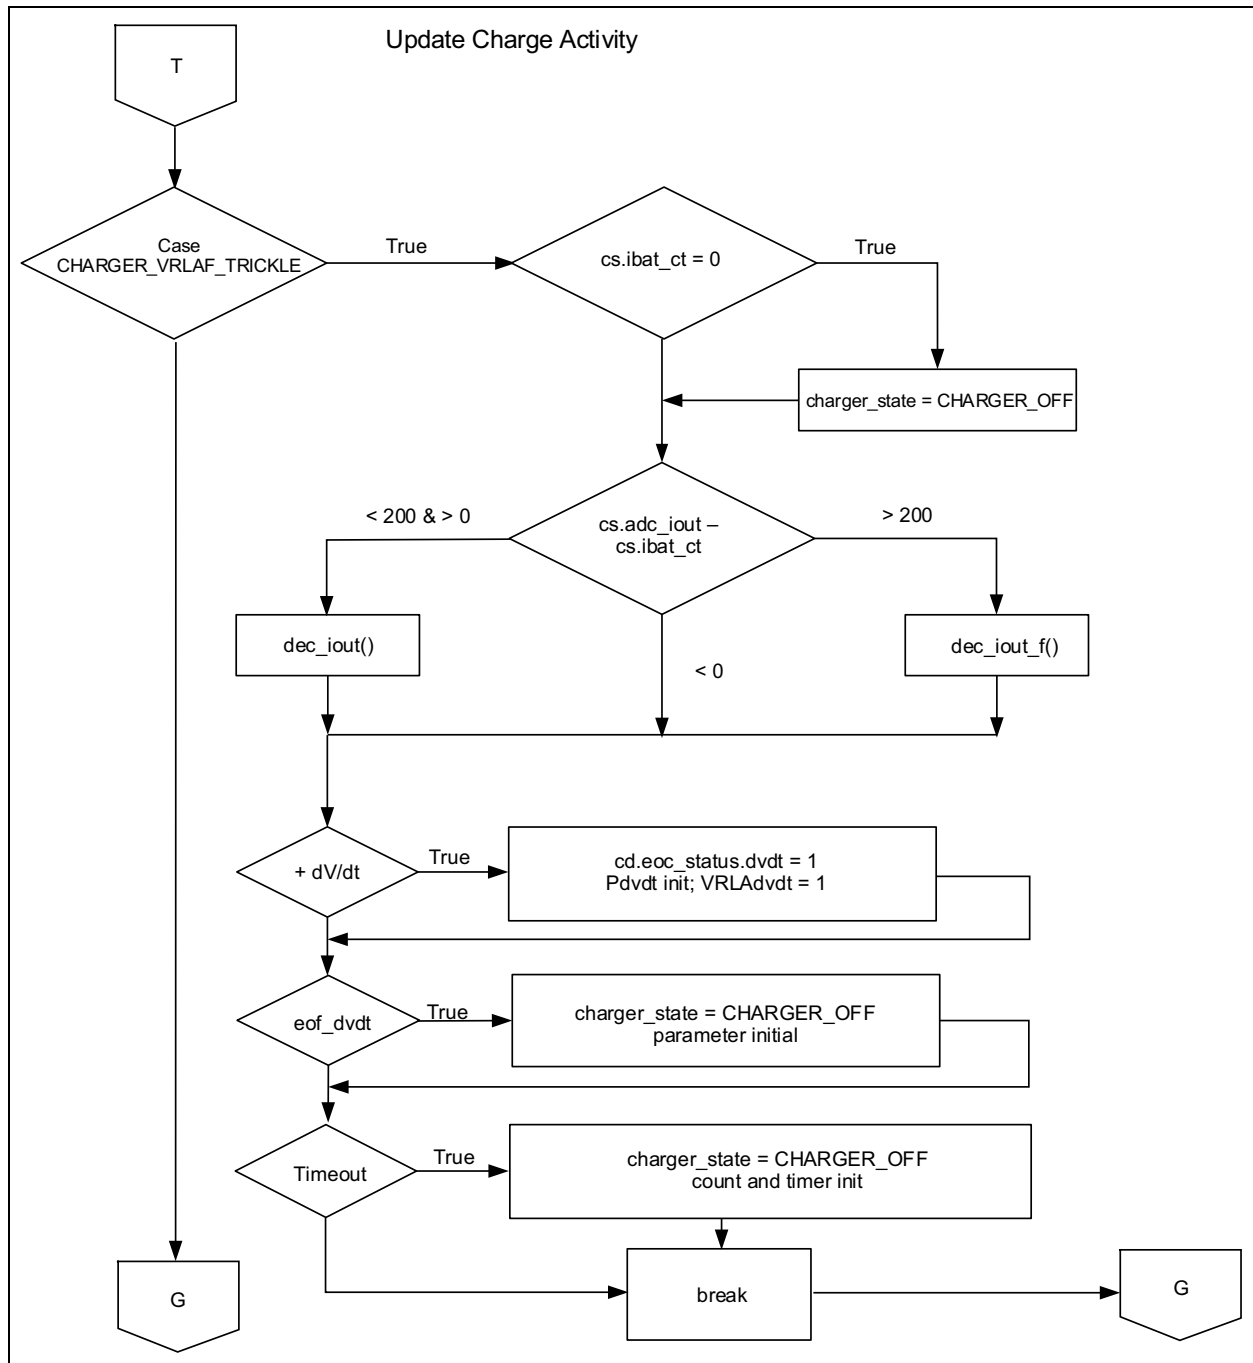 Update Charge Activity
T
Case
CHARGER_VRLAF_TRICKLE
True
cs.ibat_ct = 0
True
charger_state = CHARGER_OFF
< 200 & > 0
cs.adc_iout –
cs.ibat_ct
> 200
dec_iout()
< 0
dec_iout_f()
+ dV/dt
True
cd.eoc_status.dvdt = 1
Pdvdt init; VRLAdvdt = 1
eof_dvdt
True
charger_state = CHARGER_OFF
parameter initial
Timeout
True
charger_state = CHARGER_OFF
count and timer init
G
break
G